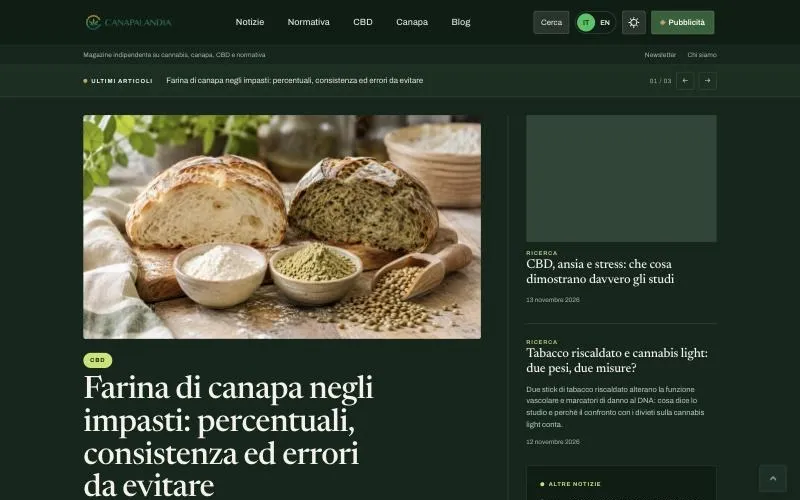 CANAPALANDIA
Notizie
Normativa
CBD
Canapa
Blog
Cerca
IT
EN
Pubblicità
Magazine indipendente su cannabis, canapa, CBD e normativa
Newsletter
Chi siamo
ULTIMI ARTICOLI
Farina di canapa negli impasti: percentuali, consistenza ed errori da evitare
01 / 03
CBD
Farina di canapa negli
impasti: percentuali,
consistenza ed errori
da evitare
RICERCA
CBD, ansia e stress: che cosa
dimostrano davvero gli studi
13 novembre 2026
RICERCA
Tabacco riscaldato e cannabis light:
due pesi, due misure?
Due stick di tabacco riscaldato alterano la funzione
vascolare e marcatori di danno al DNA: cosa dice lo
studio e perché il confronto con i divieti sulla cannabis
light conta.
12 novembre 2026
ALTRE NOTIZIE